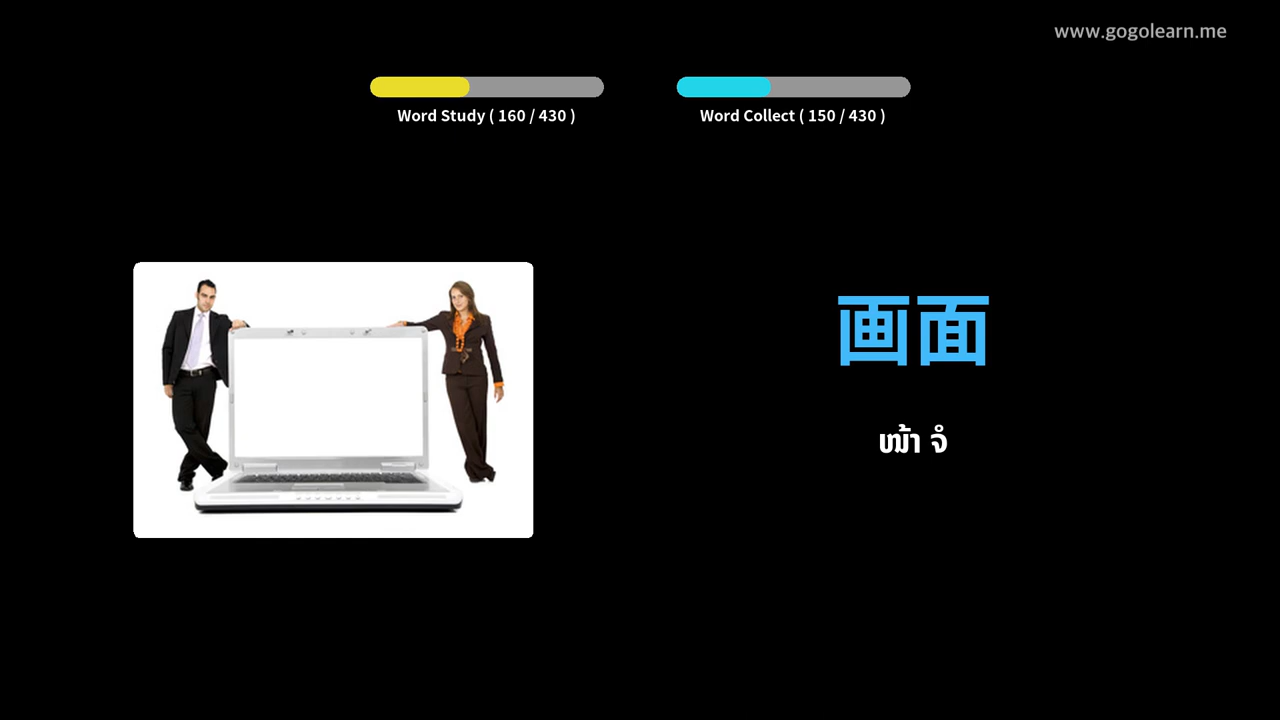 www.gogolearn.me
Word Study ( 160 / 430 )
Word Collect ( 150 / 430 )
画面
ໜ້າ ຈໍ